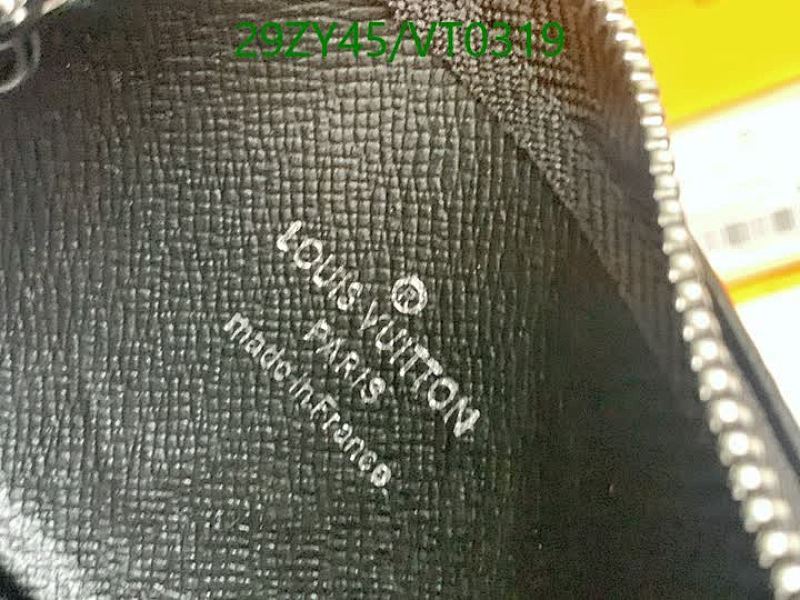 29ZY45/VT0319
®
LOUIS VUITTON
PARIS
made in France